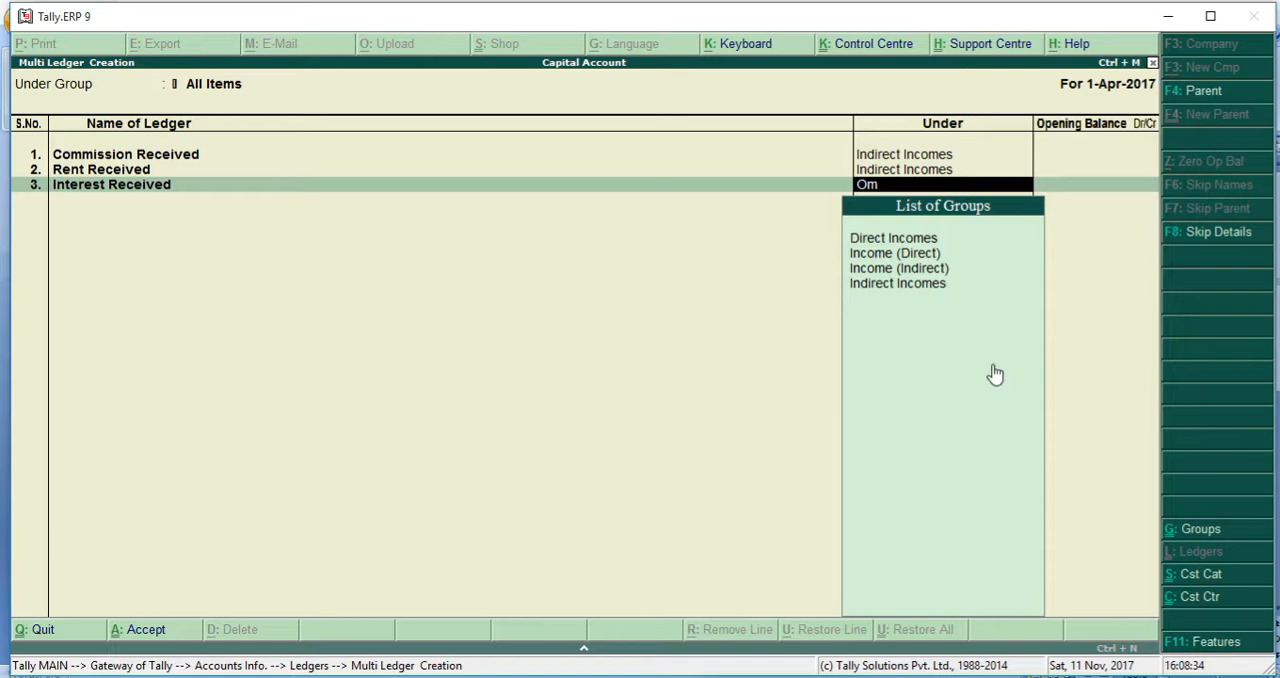 Tally.ERP 9
P: Print E: Export M: E-Mail O: Upload S: Shop G: Language K: Keyboard K: Control Centre H: Support Centre H: Help
Multi Ledger Creation Capital Account Ctrl + M
Under Group : All Items For 1-Apr-2017
S.No. Name of Ledger Under Opening Balance Dr/Cr
1. Commission Received Indirect Incomes
2. Rent Received Indirect Incomes
3. Interest Received Om
List of Groups
Direct Incomes
Income (Direct)
Income (Indirect)
Indirect Incomes
F3: Company
F3: New Cmp
F4: Parent
F4: New Parent
Z: Zero Op Bal
F6: Skip Names
F7: Skip Parent
F8: Skip Details
G: Groups
L: Ledgers
S: Cst Cat
C: Cst Ctr
F11: Features
Q: Quit A: Accept D: Delete R: Remove Line U: Restore Line U: Restore All
Ctrl + N
Tally MAIN --> Gateway of Tally --> Accounts Info. --> Ledgers --> Multi Ledger Creation (c) Tally Solutions Pvt. Ltd., 1988-2014 Sat, 11 Nov, 2017 16:08:34